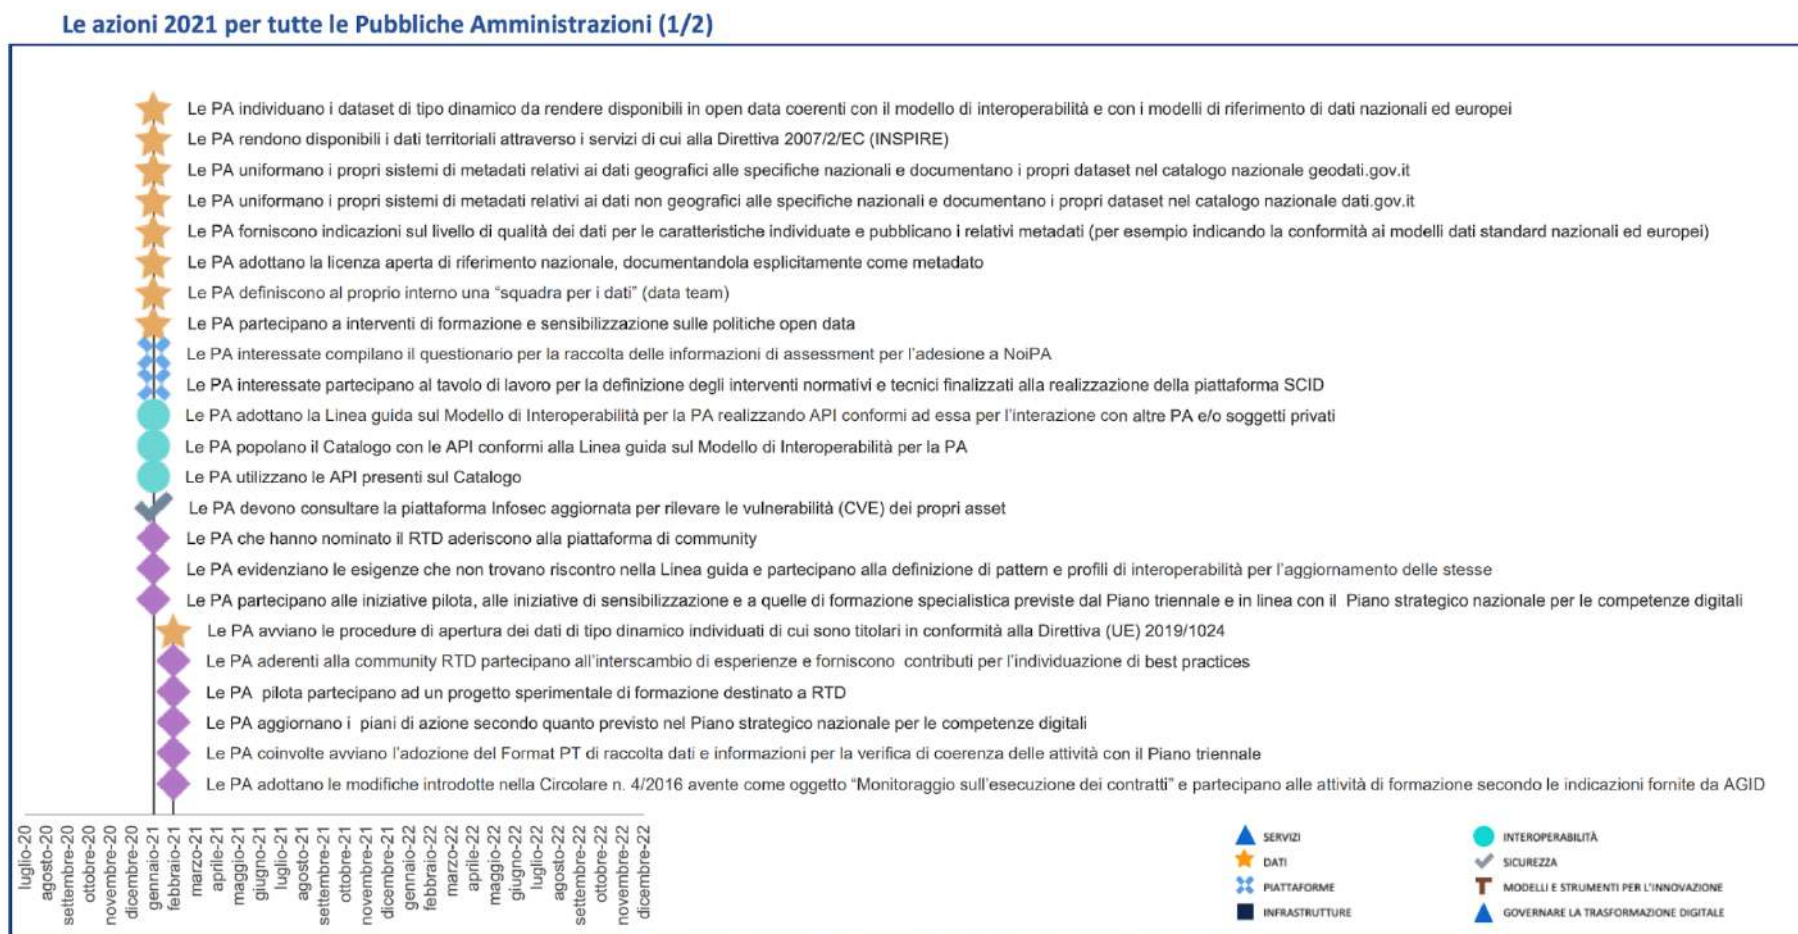 Le azioni 2021 per tutte le Pubbliche Amministrazioni (1/2)
Le PA individuano i dataset di tipo dinamico da rendere disponibili in open data coerenti con il modello di interoperabilità e con i modelli di riferimento di dati nazionali ed europei
Le PA rendono disponibili i dati territoriali attraverso i servizi di cui alla Direttiva 2007/2/EC (INSPIRE)
Le PA uniformano i propri sistemi di metadati relativi ai dati geografici alle specifiche nazionali e documentano i propri dataset nel catalogo nazionale geodati.gov.it
Le PA uniformano i propri sistemi di metadati relativi ai dati non geografici alle specifiche nazionali e documentano i propri dataset nel catalogo nazionale dati.gov.it
Le PA forniscono indicazioni sul livello di qualità dei dati per le caratteristiche individuate e pubblicano i relativi metadati (per esempio indicando la conformità ai modelli dati standard nazionali ed europei)
Le PA adottano la licenza aperta di riferimento nazionale, documentandola esplicitamente come metadato
Le PA definiscono al proprio interno una “squadra per i dati” (data team)
Le PA partecipano a interventi di formazione e sensibilizzazione sulle politiche open data
Le PA interessate compilano il questionario per la raccolta delle informazioni di assessment per l’adesione a NoiPA
Le PA interessate partecipano al tavolo di lavoro per la definizione degli interventi normativi e tecnici finalizzati alla realizzazione della piattaforma SCID
Le PA adottano la Linea guida sul Modello di Interoperabilità per la PA realizzando API conformi ad essa per l’interazione con altre PA e/o soggetti privati
Le PA popolano il Catalogo con le API conformi alla Linea guida sul Modello di Interoperabilità per la PA
Le PA utilizzano le API presenti sul Catalogo
Le PA devono consultare la piattaforma Infosec aggiornata per rilevare le vulnerabilità (CVE) dei propri asset
Le PA che hanno nominato il RTD aderiscono alla piattaforma di community
Le PA evidenziano le esigenze che non trovano riscontro nella Linea guida e partecipano alla definizione di pattern e profili di interoperabilità per l’aggiornamento delle stesse
Le PA partecipano alle iniziative pilota, alle iniziative di sensibilizzazione e a quelle di formazione specialistica previste dal Piano triennale e in linea con il Piano strategico nazionale per le competenze digitali
Le PA avviano le procedure di apertura dei dati di tipo dinamico individuati di cui sono titolari in conformità alla Direttiva (UE) 2019/1024
Le PA aderenti alla community RTD partecipano all’interscambio di esperienze e forniscono contributi per l’individuazione di best practices
Le PA pilota partecipano ad un progetto sperimentale di formazione destinato a RTD
Le PA aggiornano i piani di azione secondo quanto previsto nel Piano strategico nazionale per le competenze digitali
Le PA coinvolte avviano l’adozione del Format PT di raccolta dati e informazioni per la verifica di coerenza delle attività con il Piano triennale
Le PA adottano le modifiche introdotte nella Circolare n. 4/2016 avente come oggetto “Monitoraggio sull’esecuzione dei contratti” e partecipano alle attività di formazione secondo le indicazioni fornite da AGID
luglio-20
agosto-20
settembre-20
ottobre-20
novembre-20
dicembre-20
gennaio-21
febbraio-21
marzo-21
aprile-21
maggio-21
giugno-21
luglio-21
agosto-21
settembre-21
ottobre-21
novembre-21
dicembre-21
gennaio-22
febbraio-22
marzo-22
aprile-22
maggio-22
giugno-22
luglio-22
agosto-22
settembre-22
ottobre-22
novembre-22
dicembre-22
SERVIZI
DATI
PIATTAFORME
INFRASTRUTTURE
INTEROPERABILITÀ
SICUREZZA
MODELLI E STRUMENTI PER L'INNOVAZIONE
GOVERNARE LA TRASFORMAZIONE DIGITALE